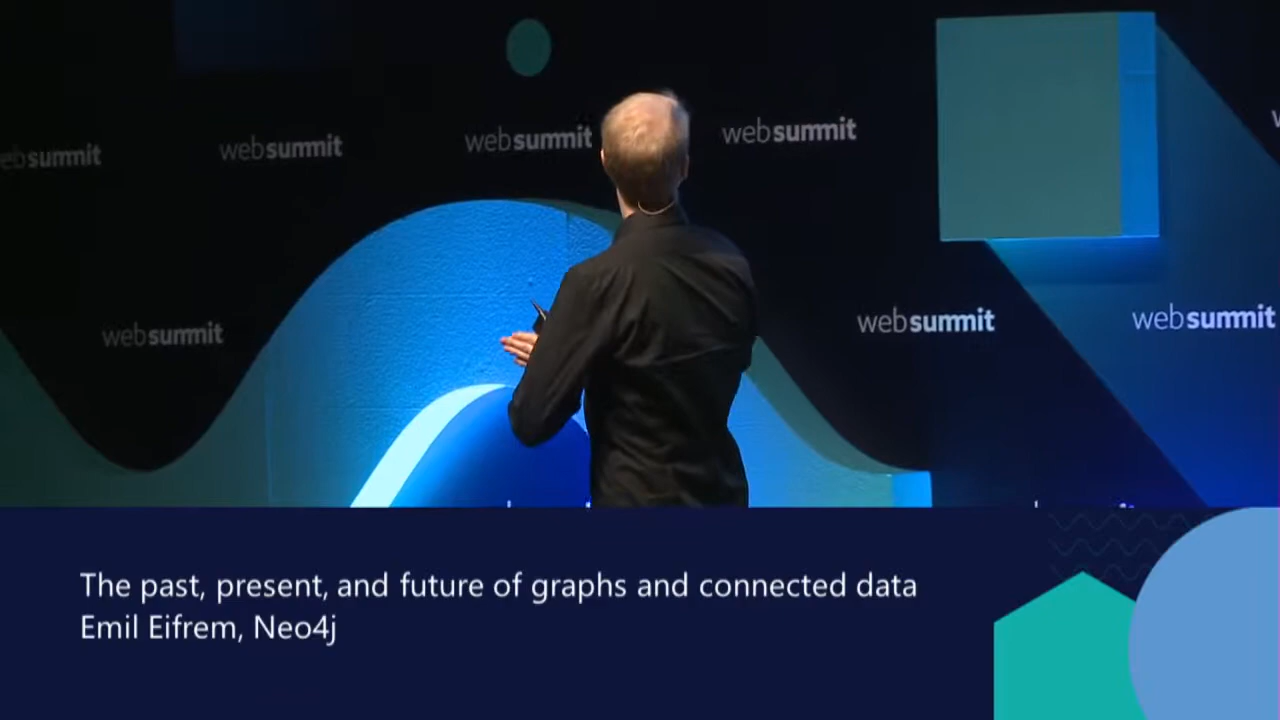 websummit
websummit
websummit
websummit
websummit
websummit
websummit
The past, present, and future of graphs and connected data
Emil Eifrem, Neo4j